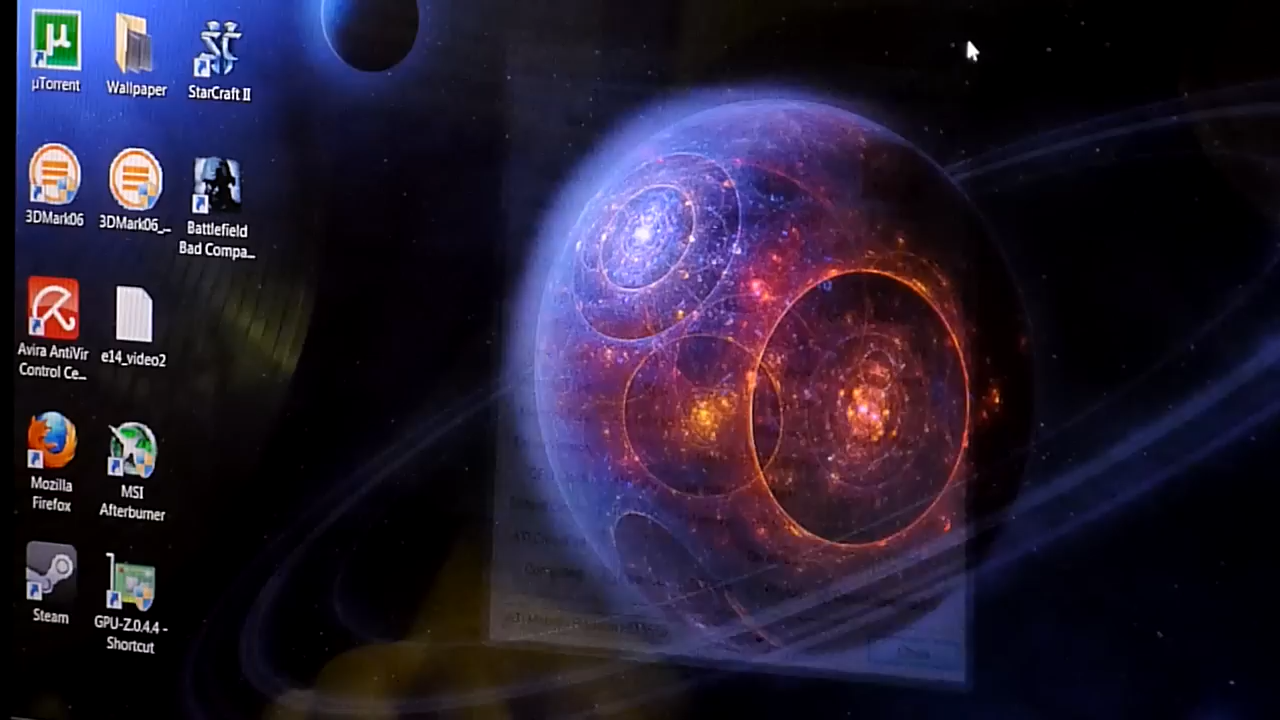 µTorrent
Wallpaper
StarCraft II
3DMark06
3DMark06_...
Battlefield
Bad Compa...
Avira AntiVir
Control Ce...
e14_video2
Mozilla
Firefox
MSI
Afterburner
Steam
GPU-Z.0.4.4 -
Shortcut